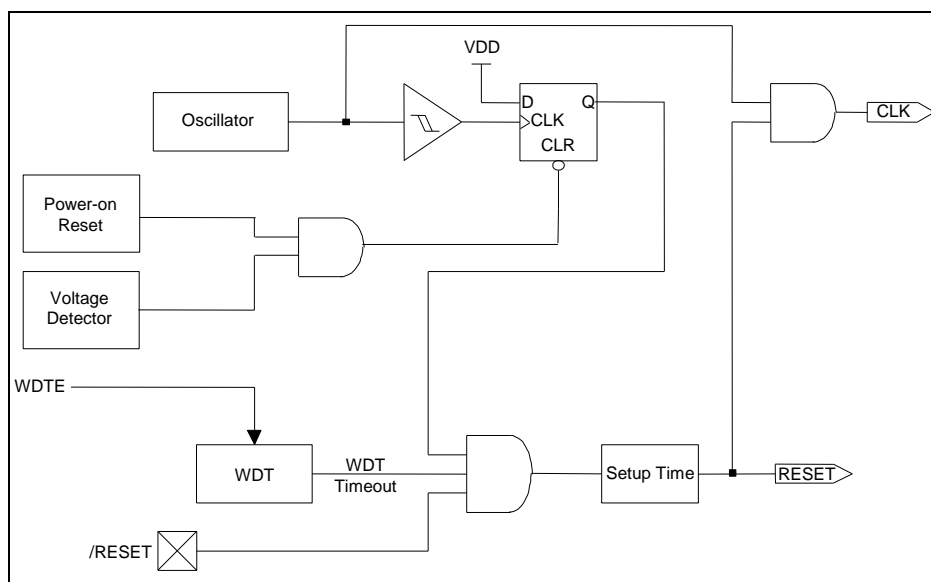 VDD
Oscillator
D
Q
CLK
CLR
CLK
Power-on
Reset
Voltage
Detector
WDTE
WDT
WDT
Timeout
Setup Time
RESET
/RESET